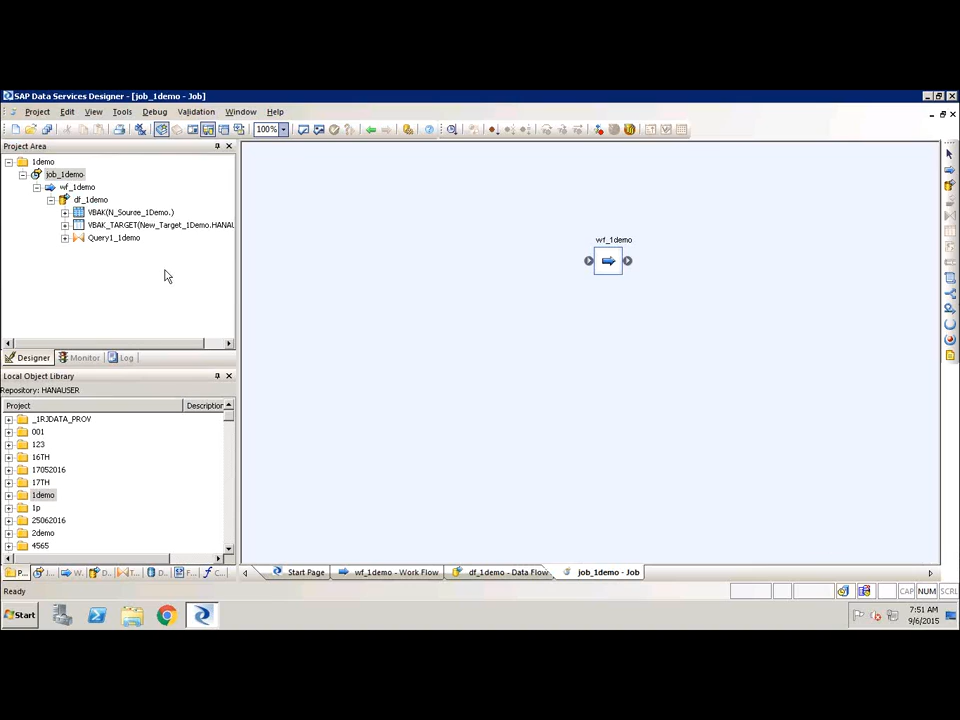 SAP Data Services Designer - [job_1demo - Job]
Project Edit View Tools Debug Validation Window Help
100%
Project Area
1demo
job_1demo
wf_1demo
df_1demo
VBAK(N_Source_1Demo.)
VBAK_TARGET(New_Target_1Demo.HANAU
Query1_1demo
Designer Monitor Log
Local Object Library
Repository: HANAUSER
Project Description
_1RJDATA_PROV
001
123
16TH
17052016
17TH
1demo
1p
25062016
2demo
4565
P... J... W... D... T... D... F... C...
wf_1demo
Start Page wf_1demo - Work Flow df_1demo - Data Flow job_1demo - Job
Ready
CAP NUM SCRL
Start
7:51 AM
9/6/2015